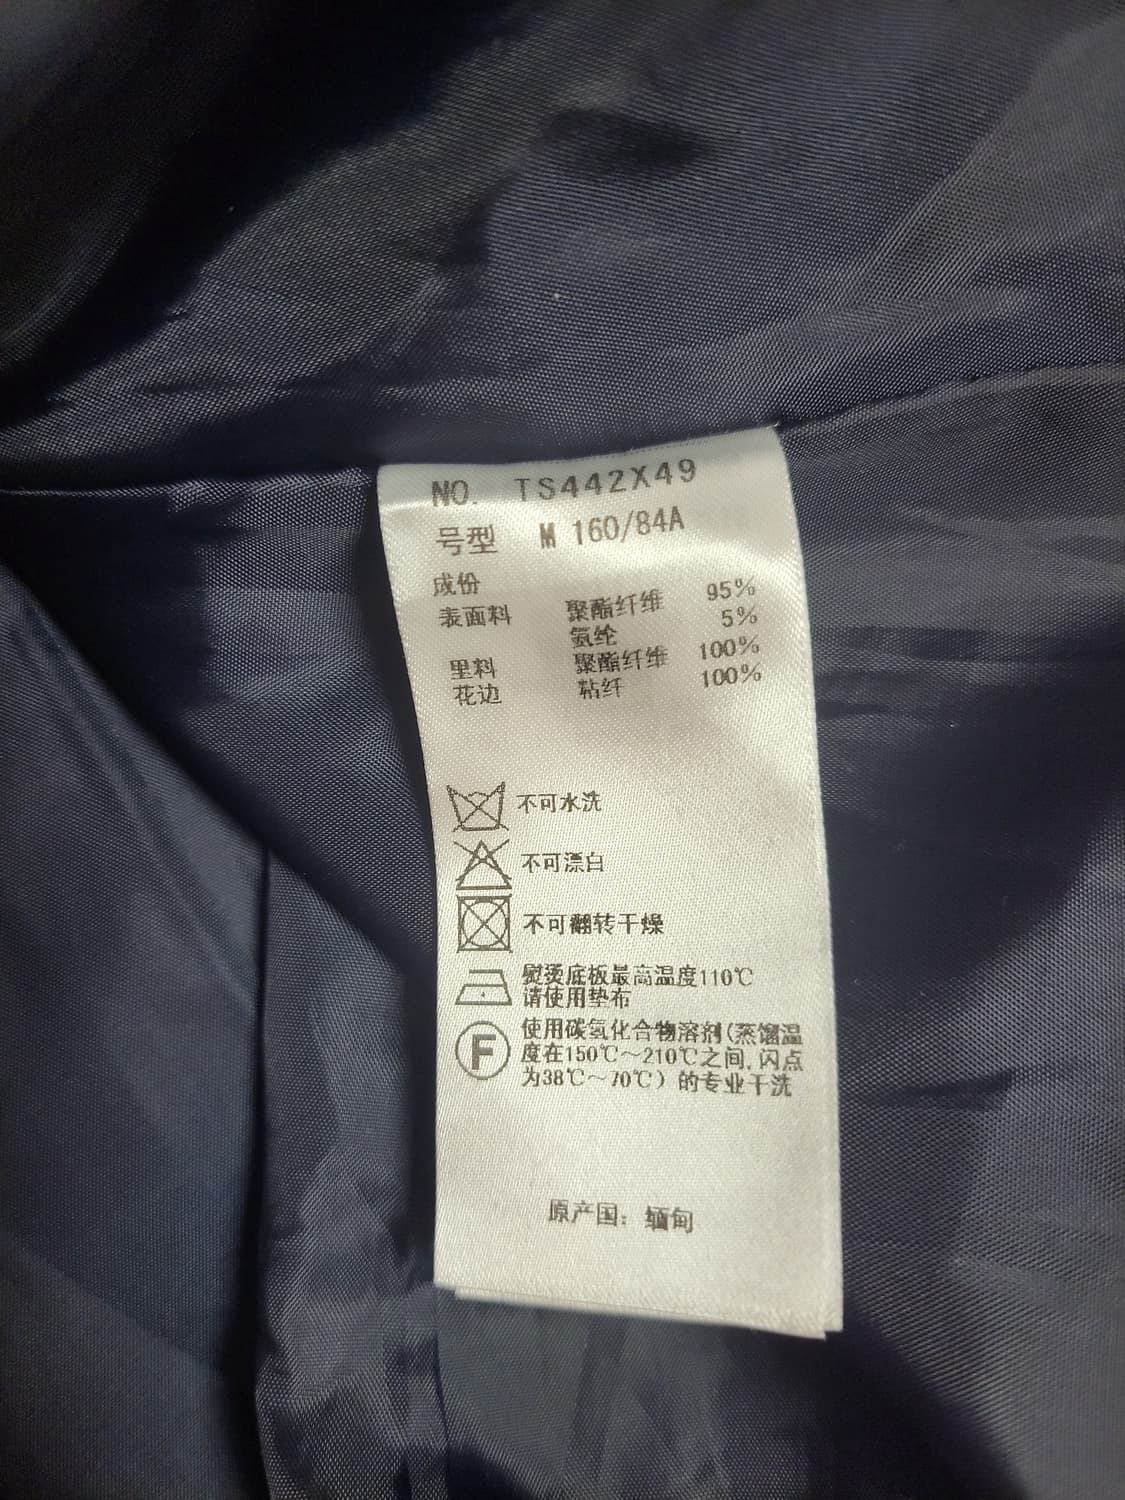 NO. TS442X49
号型 M 160/84A
成份
表面料 聚酯纤维 95%
氨纶 5%
里料 聚酯纤维 100%
花边 粘纤 100%
不可水洗
不可漂白
不可翻转干燥
熨烫底板最高温度110℃
请使用垫布
F
使用碳氢化合物溶剂(蒸馏温
度在150℃~210℃之间,闪点
为38℃~70℃)的专业干洗
原产国：缅甸